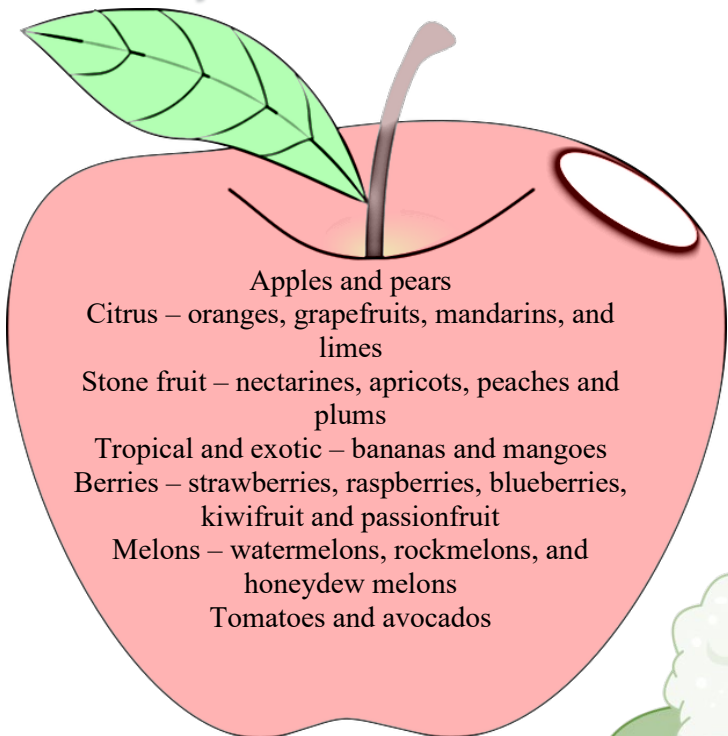 Apples and pears
Citrus – oranges, grapefruits, mandarins, and
limes
Stone fruit – nectarines, apricots, peaches and
plums
Tropical and exotic – bananas and mangoes
Berries – strawberries, raspberries, blueberries,
kiwifruit and passionfruit
Melons – watermelons, rockmelons, and
honeydew melons
Tomatoes and avocados